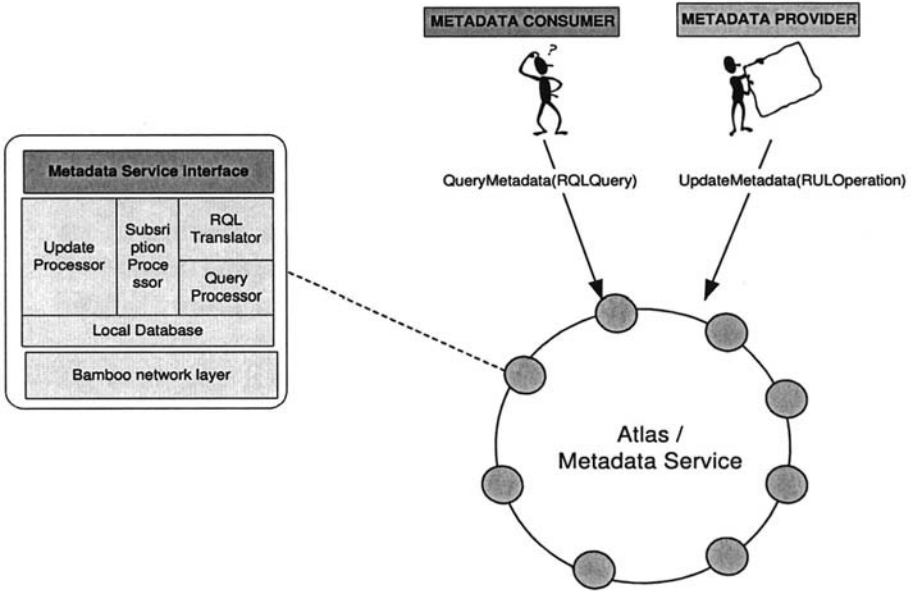 METADATA CONSUMER
METADATA PROVIDER
?
QueryMetadata(RQLQuery)
UpdateMetadata(RULOperation)
Metadata Service Interface
Update
Processor
Subsri
ption
Proce
ssor
RQL
Translator
Query
Processor
Local Database
Bamboo network layer
Atlas /
Metadata Service